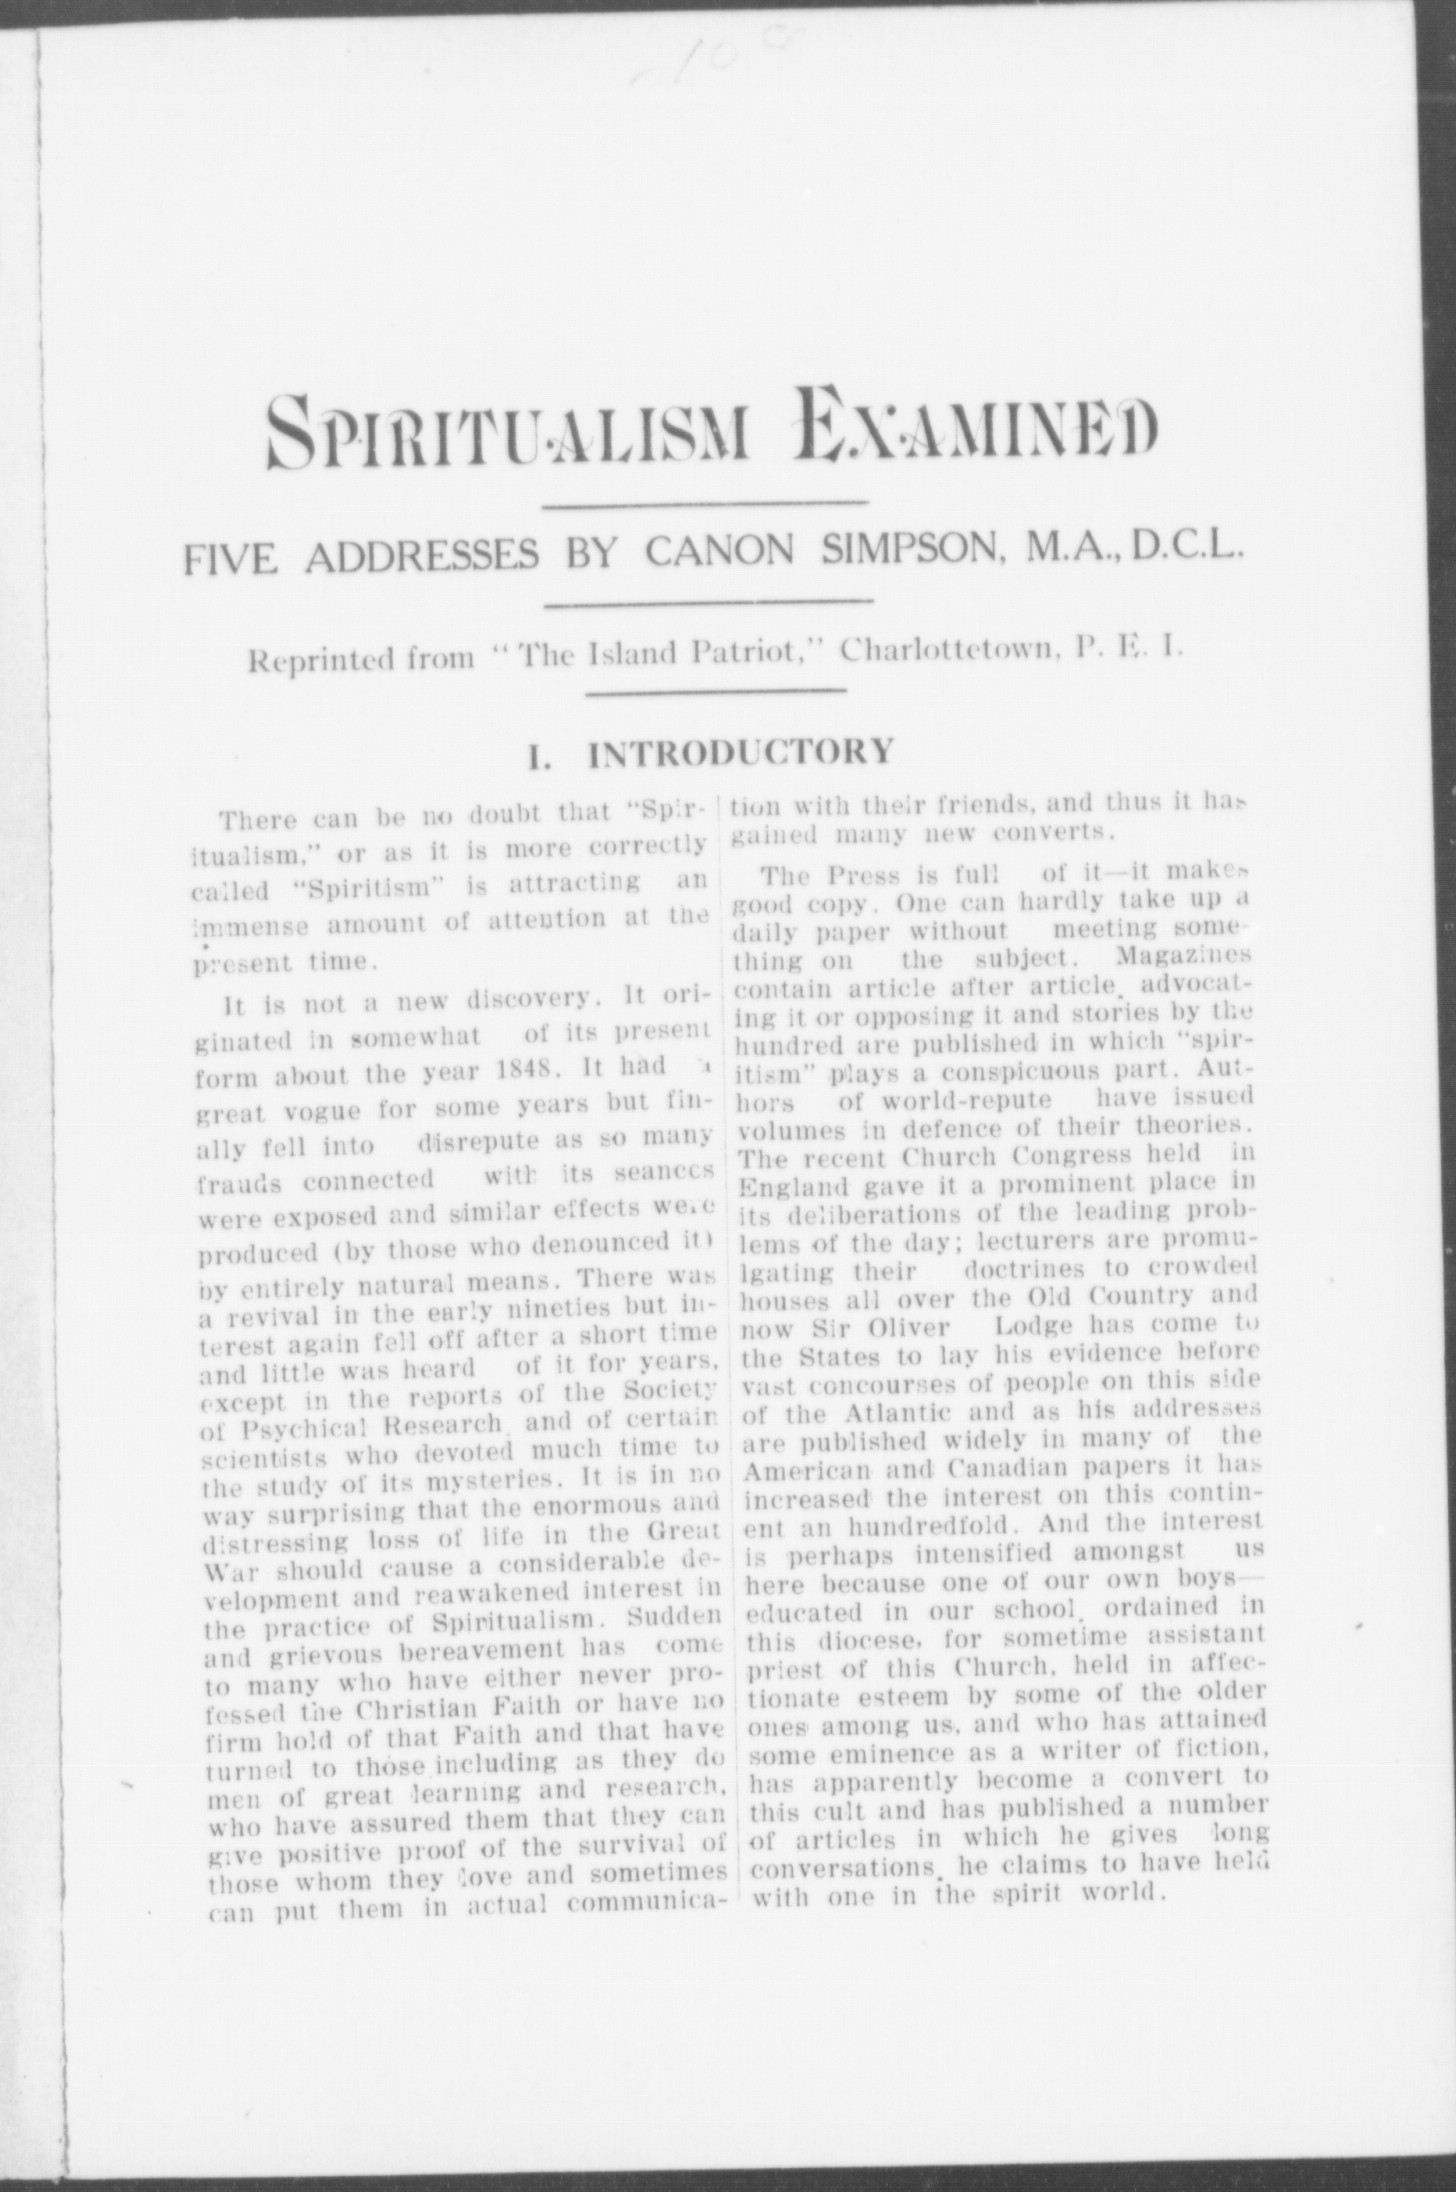 SPIRITUALISM EXAMINED
FIVE ADDRESSES BY CANON SIMPSON, M.A., D.C.L.
Reprinted from "The Island Patriot," Charlottetown, P. E. I.
I. INTRODUCTORY
There can be no doubt that "Spir-
itualism," or as it is more correctly
called "Spiritism" is attracting an
immense amount of attention at the
present time.
It is not a new discovery. It ori-
ginated in somewhat of its present
form about the year 1848. It had a
great vogue for some years but fin-
ally fell into disrepute as so many
frauds connected with its seances
were exposed and similar effects were
produced (by those who denounced it)
by entirely natural means. There was
a revival in the early nineties but in-
terest again fell off after a short time
and little was heard of it for years,
except in the reports of the Society
of Psychical Research and of certain
scientists who devoted much time to
the study of its mysteries. It is in no
way surprising that the enormous and
distressing loss of life in the Great
War should cause a considerable de-
velopment and reawakened interest in
the practice of Spiritualism. Sudden
and grievous bereavement has come
to many who have either never pro-
fessed the Christian Faith or have no
firm hold of that Faith and that have
turned to those including as they do
men of great learning and research,
who have assured them that they can
give positive proof of the survival of
those whom they love and sometimes
can put them in actual communica-
tion with their friends, and thus it has
gained many new converts.
The Press is full of it—it makes
good copy. One can hardly take up a
daily paper without meeting some-
thing on the subject. Magazines
contain article after article, advocat-
ing it or opposing it and stories by the
hundred are published in which "spir-
itism" plays a conspicuous part. Aut-
hors of world-repute have issued
volumes in defence of their theories.
The recent Church Congress held in
England gave it a prominent place in
its deliberations of the leading prob-
lems of the day; lecturers are promu-
lgating their doctrines to crowded
houses all over the Old Country and
now Sir Oliver Lodge has come to
the States to lay his evidence before
vast concourses of people on this side
of the Atlantic and as his addresses
are published widely in many of the
American and Canadian papers it has
increased the interest on this contin-
ent an hundredfold. And the interest
is perhaps intensified amongst us
here because one of our own boys—
educated in our school, ordained in
this diocese, for sometime assistant
priest of this Church, held in affec-
tionate esteem by some of the older
ones among us, and who has attained
some eminence as a writer of fiction,
has apparently become a convert to
this cult and has published a number
of articles in which he gives long
conversations, he claims to have held
with one in the spirit world.